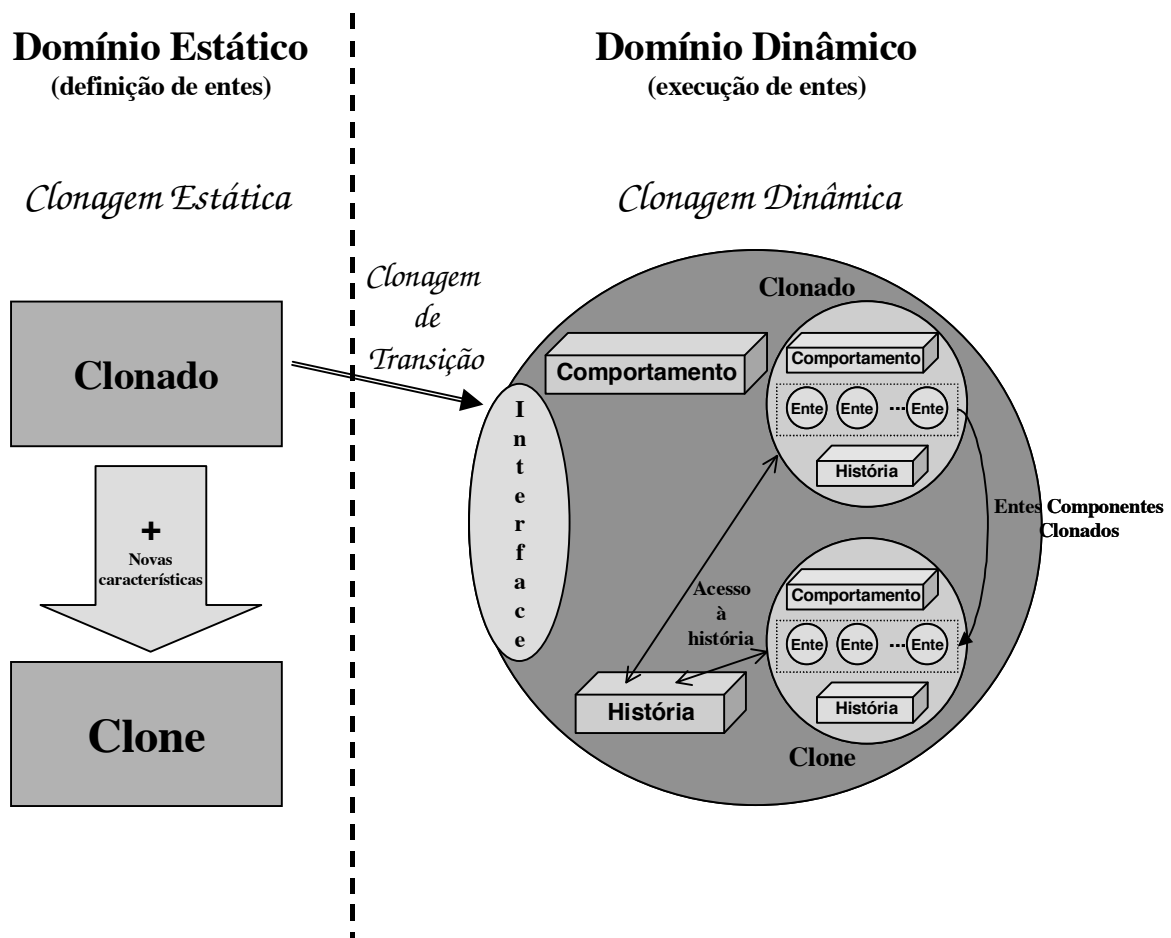 Domínio Estático
(definição de entes)
Clonagem Estática
Clonado
+
Novas
característificas
Clone
Clonagem
de
Transição
Domínio Dinâmico
(execução de entes)
Clonagem Dinâmica
Interface
Comportamento
História
Acesso
à
história
Clonado
Comportamento
Ente Ente ... Ente
História
Entes Componentes
Clonados
Comportamento
Ente Ente ... Ente
História
Clone